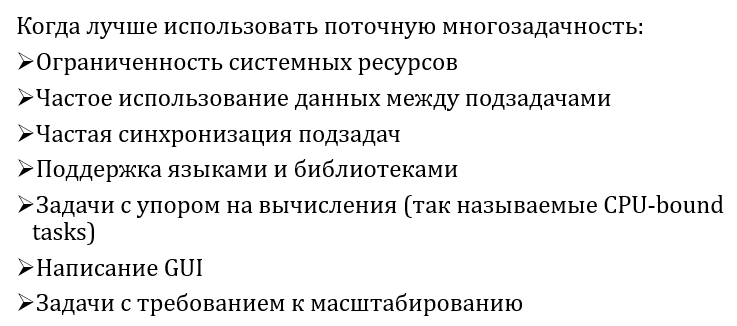 Когда лучше использовать поточную многозадачность:
➢Ограниченность системных ресурсов
➢Частое использование данных между подзадачами
➢Частая синхронизация подзадач
➢Поддержка языками и библиотеками
➢Задачи с упором на вычисления (так называемые CPU-bound
tasks)
➢Написание GUI
➢Задачи с требованием к масштабированию